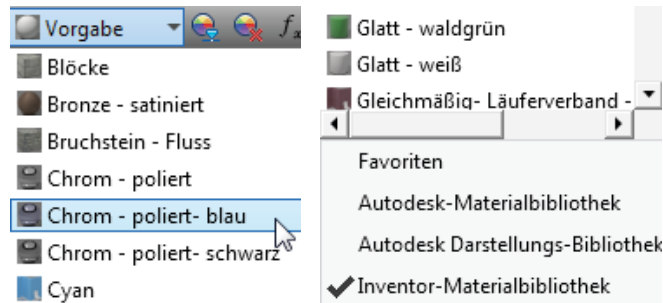 Vorgabe
Blöcke
Bronze - satiniert
Bruchstein - Fluss
Chrom - poliert
Chrom - poliert- blau
Chrom - poliert- schwarz
Cyan
Glatt - waldgrün
Glatt - weiß
Gleichmäßig- Läuferverband -
Favoriten
Autodesk-Materialbibliothek
Autodesk Darstellungs-Bibliothek
Inventor-Materialbibliothek